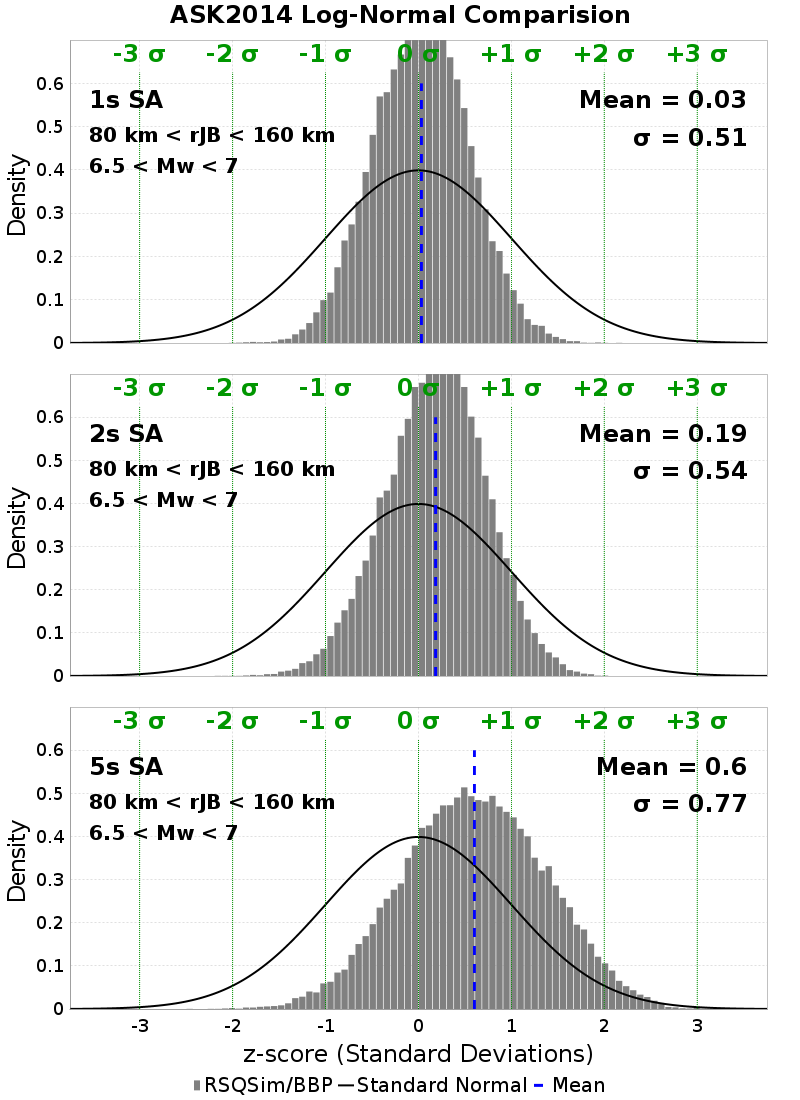 ASK2014 Log-Normal Comparision
-3 σ -2 σ -1 σ 0 σ +1 σ +2 σ +3 σ
1s SA
Mean = 0.03
80 km < rJB < 160 km
σ = 0.51
6.5 < Mw < 7
Density
0.6
0.5
0.4
0.3
0.2
0.1
0
-3 σ -2 σ -1 σ 0 σ +1 σ +2 σ +3 σ
2s SA
Mean = 0.19
80 km < rJB < 160 km
σ = 0.54
6.5 < Mw < 7
Density
0.6
0.5
0.4
0.3
0.2
0.1
0
-3 σ -2 σ -1 σ 0 σ +1 σ +2 σ +3 σ
5s SA
Mean = 0.6
80 km < rJB < 160 km
σ = 0.77
6.5 < Mw < 7
Density
0.6
0.5
0.4
0.3
0.2
0.1
0
-3 -2 -1 0 1 2 3
z-score (Standard Deviations)
RSQSim/BBP Standard Normal Mean